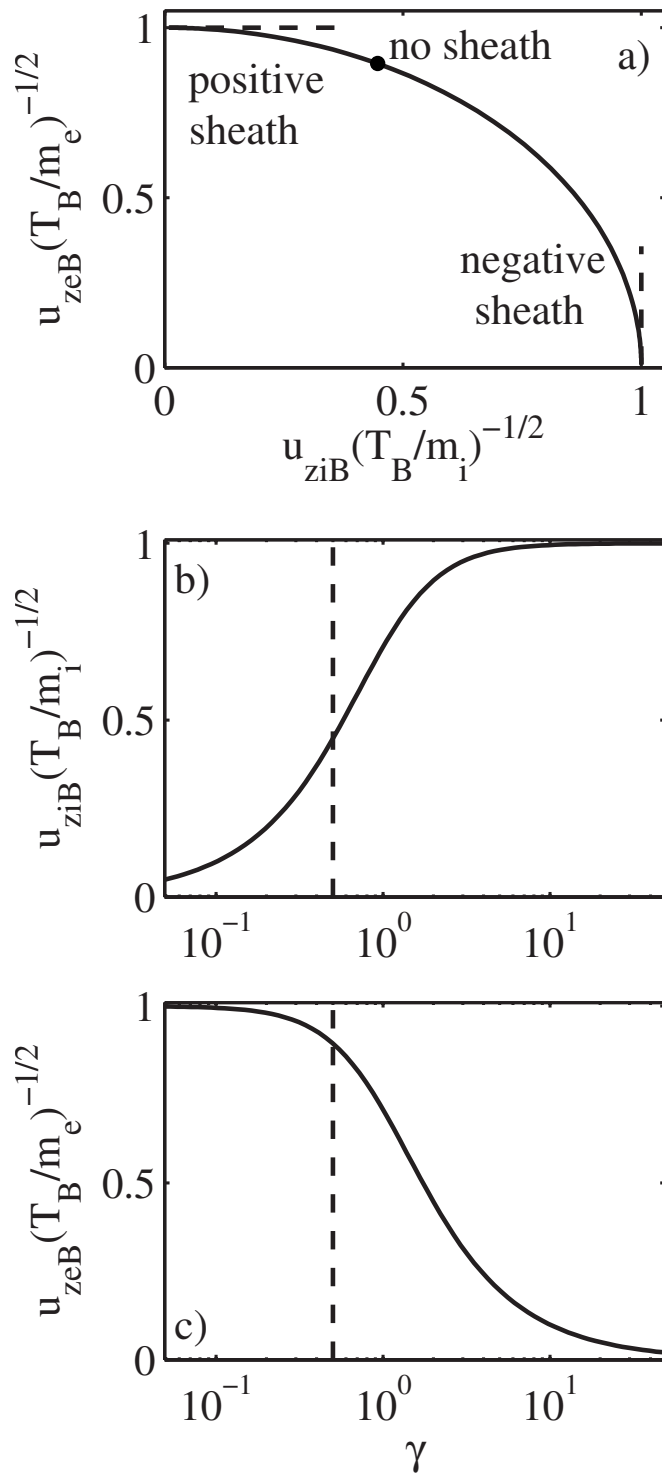 1
no sheath
a)
positive
sheath
u_zeB(T_B/m_e)^−1/2
0.5
negative
sheath
0
0
0.5
1
u_ziB(T_B/m_i)^−1/2
1
b)
u_ziB(T_B/m_i)^−1/2
0.5
0
10^−1
10^0
10^1
1
u_zeB(T_B/m_e)^−1/2
0.5
c)
0
10^−1
10^0
10^1
γ